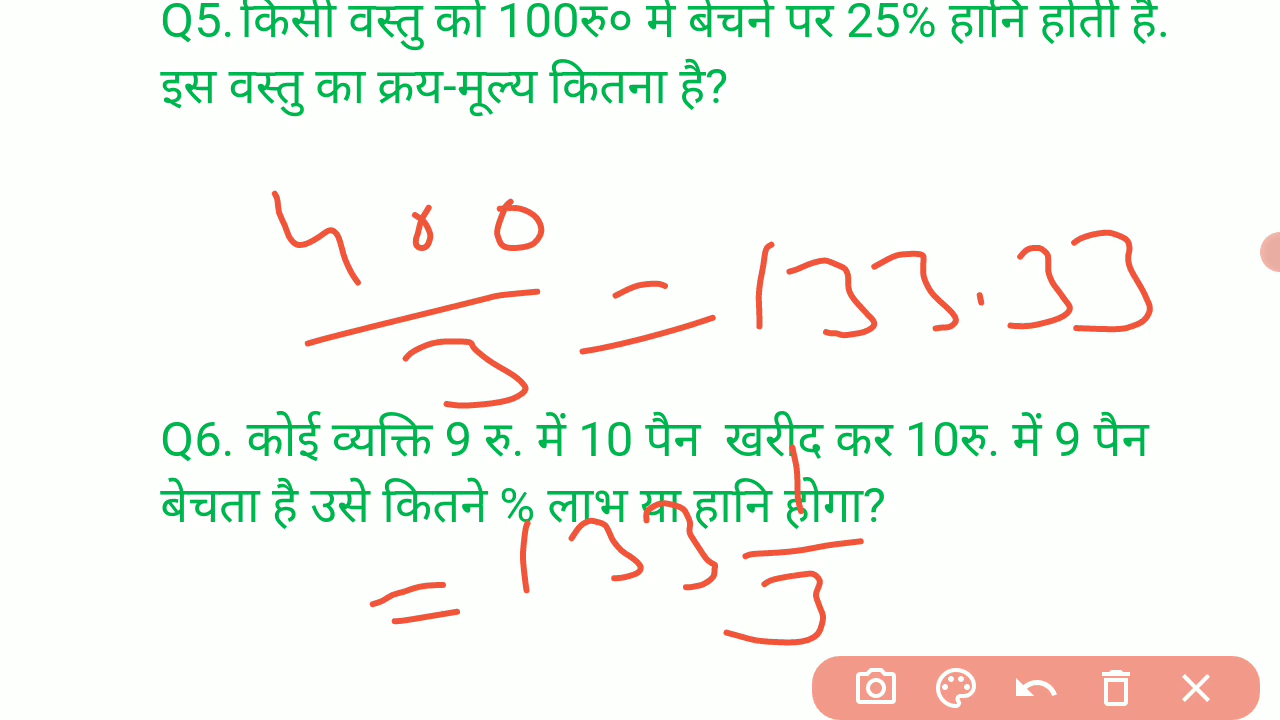 Q5. किसी वस्तु को 100रु० में बेचने पर 25% हानि होती है.
इस वस्तु का क्रय-मूल्य कितना है?
400
3
= 133.33
Q6. कोई व्यक्ति 9 रु. में 10 पैन खरीद कर 10रु. में 9 पैन
बेचता है उसे कितने % लाभ या हानि होगा?
= 133 1/3